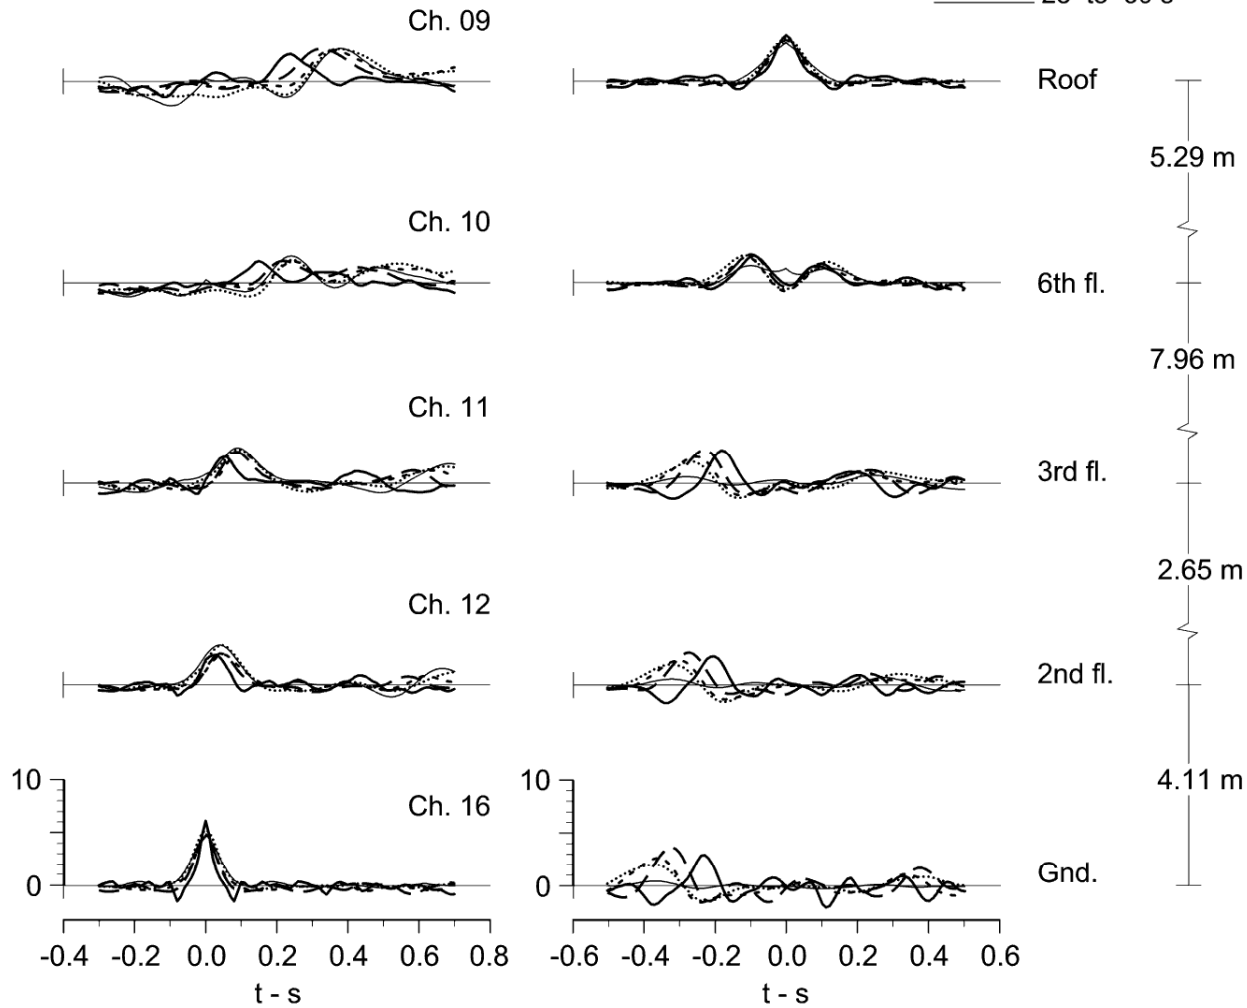 Ch. 09
Roof
5.29 m
Ch. 10
6th fl.
7.96 m
Ch. 11
3rd fl.
2.65 m
Ch. 12
2nd fl.
4.11 m
10
0
Ch. 16
10
0
Gnd.
-0.4 -0.2 0.0 0.2 0.4 0.6 0.8
t - s
-0.6 -0.4 -0.2 0.0 0.2 0.4 0.6
t - s